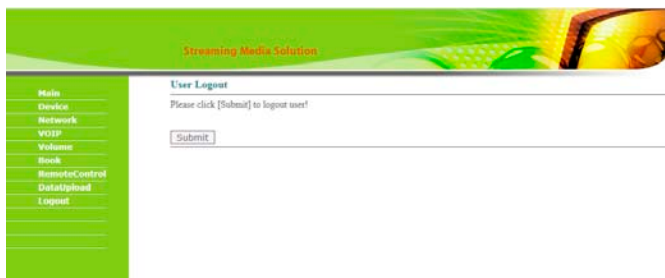 Streaming Media Solution
Main
Device
Network
VOIP
Volume
Book
RemoteControl
DataUpload
Logout
User Logout
Please click [Submit] to logout user!
Submit